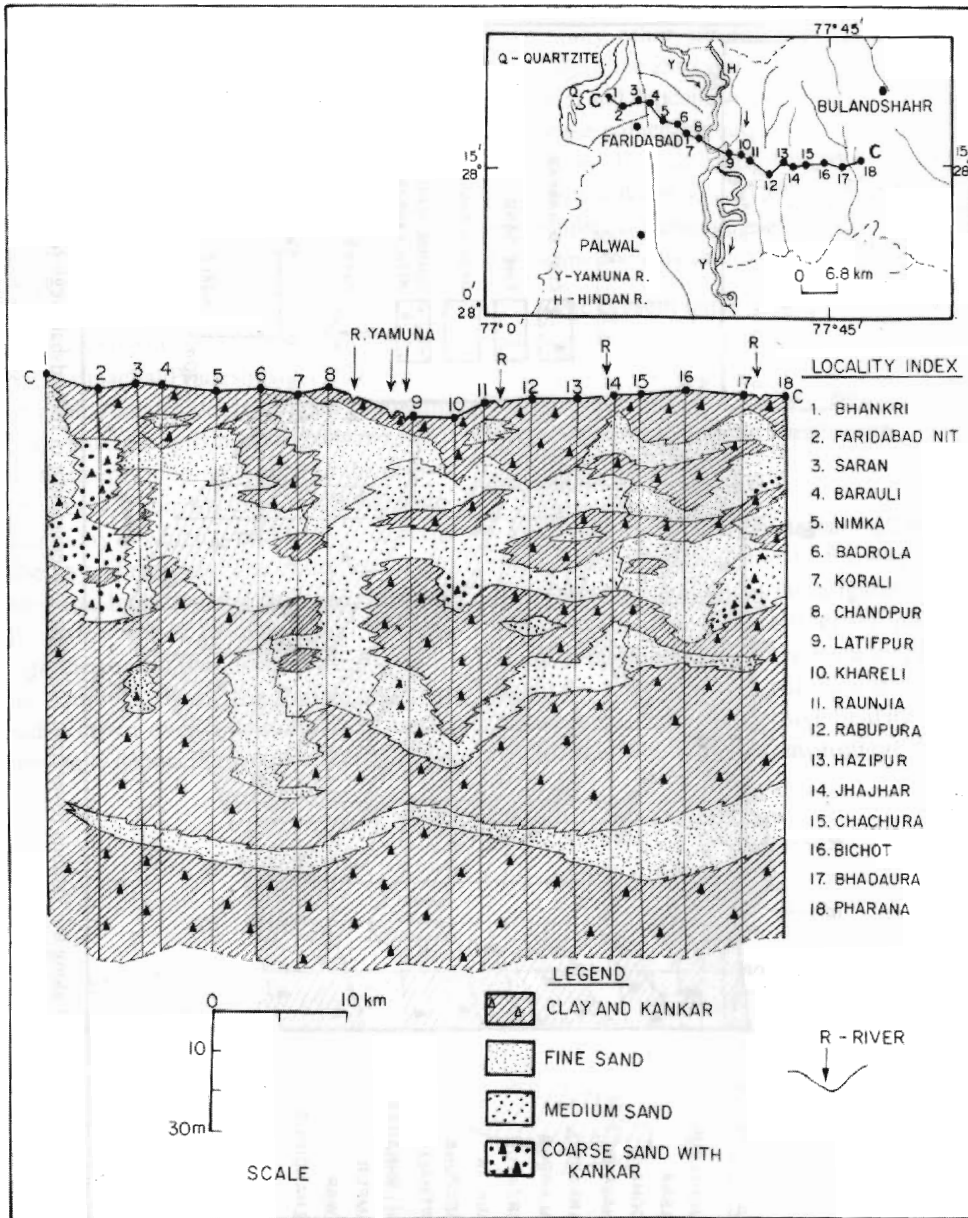 77° 45'
Q - QUARTZITE
Y
H
Q
C
1
2
3
4
5
6
7
8
9
10
11
12
13
14
15
16
17
18
C
BULANDSHAHR
FARIDABAD
15'
28°
15'
28°
PALWAL
Y
Y-YAMUNA R.
H-HINDAN R.
0 6.8 km
0'
28°
77° 0'
77° 45'
R. YAMUNA
R
R
R
C
1
2
3
4
5
6
7
8
9
10
11
12
13
14
15
16
17
18
C
LOCALITY INDEX
1. BHANKRI
2. FARIDABAD NIT
3. SARAN
4. BARAULI
5. NIMKA
6. BADROLA
7. KORALI
8. CHANDPUR
9. LATIFPUR
10. KHARELI
11. RAUNJIA
12. RABUPURA
13. HAZIPUR
14. JHAJHAR
15. CHACHURA
16. BICHOT
17. BHADAURA
18. PHARANA
0 10 km
10
30m
SCALE
LEGEND
CLAY AND KANKAR
FINE SAND
MEDIUM SAND
COARSE SAND WITH
KANKAR
R - RIVER